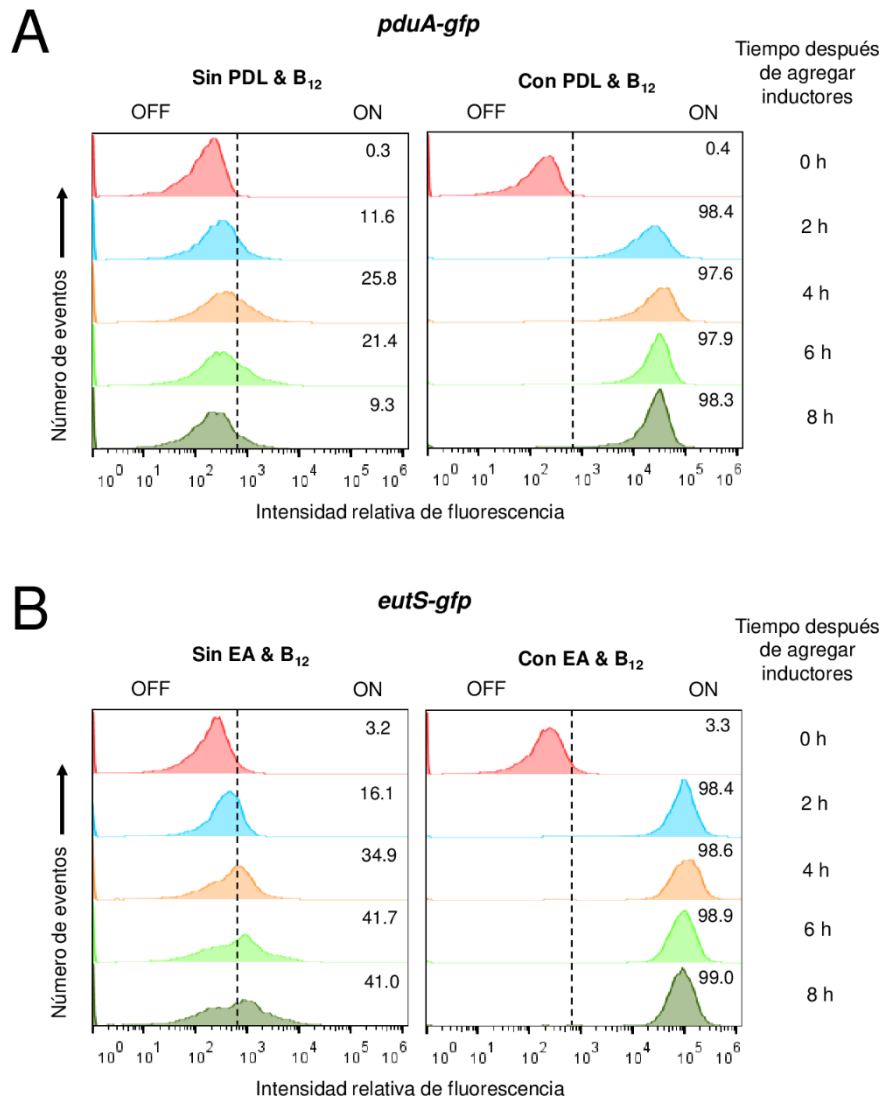 A
pduA-gfp
Tiempo después
de agregar
inductores
Sin PDL & B12
Con PDL & B12
OFF ON OFF ON
0.3 0.4 0 h
11.6 98.4 2 h
25.8 97.6 4 h
21.4 97.9 6 h
9.3 98.3 8 h
Número de eventos
10^0 10^1 10^2 10^3 10^4 10^5 10^6 10^0 10^1 10^2 10^3 10^4 10^5 10^6
Intensidad relativa de fluorescencia
B
eutS-gfp
Tiempo después
de agregar
inductores
Sin EA & B12
Con EA & B12
OFF ON OFF ON
3.2 3.3 0 h
16.1 98.4 2 h
34.9 98.6 4 h
41.7 98.9 6 h
41.0 99.0 8 h
Número de eventos
10^0 10^1 10^2 10^3 10^4 10^5 10^6 10^0 10^1 10^2 10^3 10^4 10^5 10^6
Intensidad relativa de fluorescencia